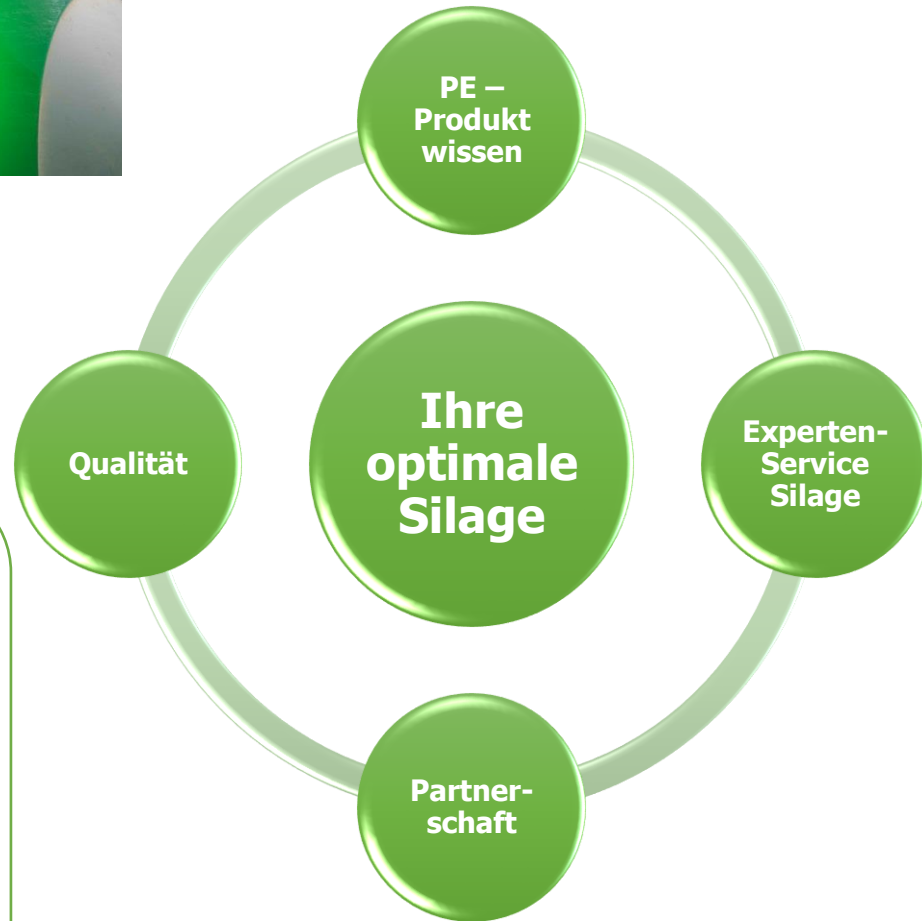 PE –
Produkt
wissen
Ihre
optimale
Silage
Experten-
Service
Silage
Qualität
Partner-
schaft